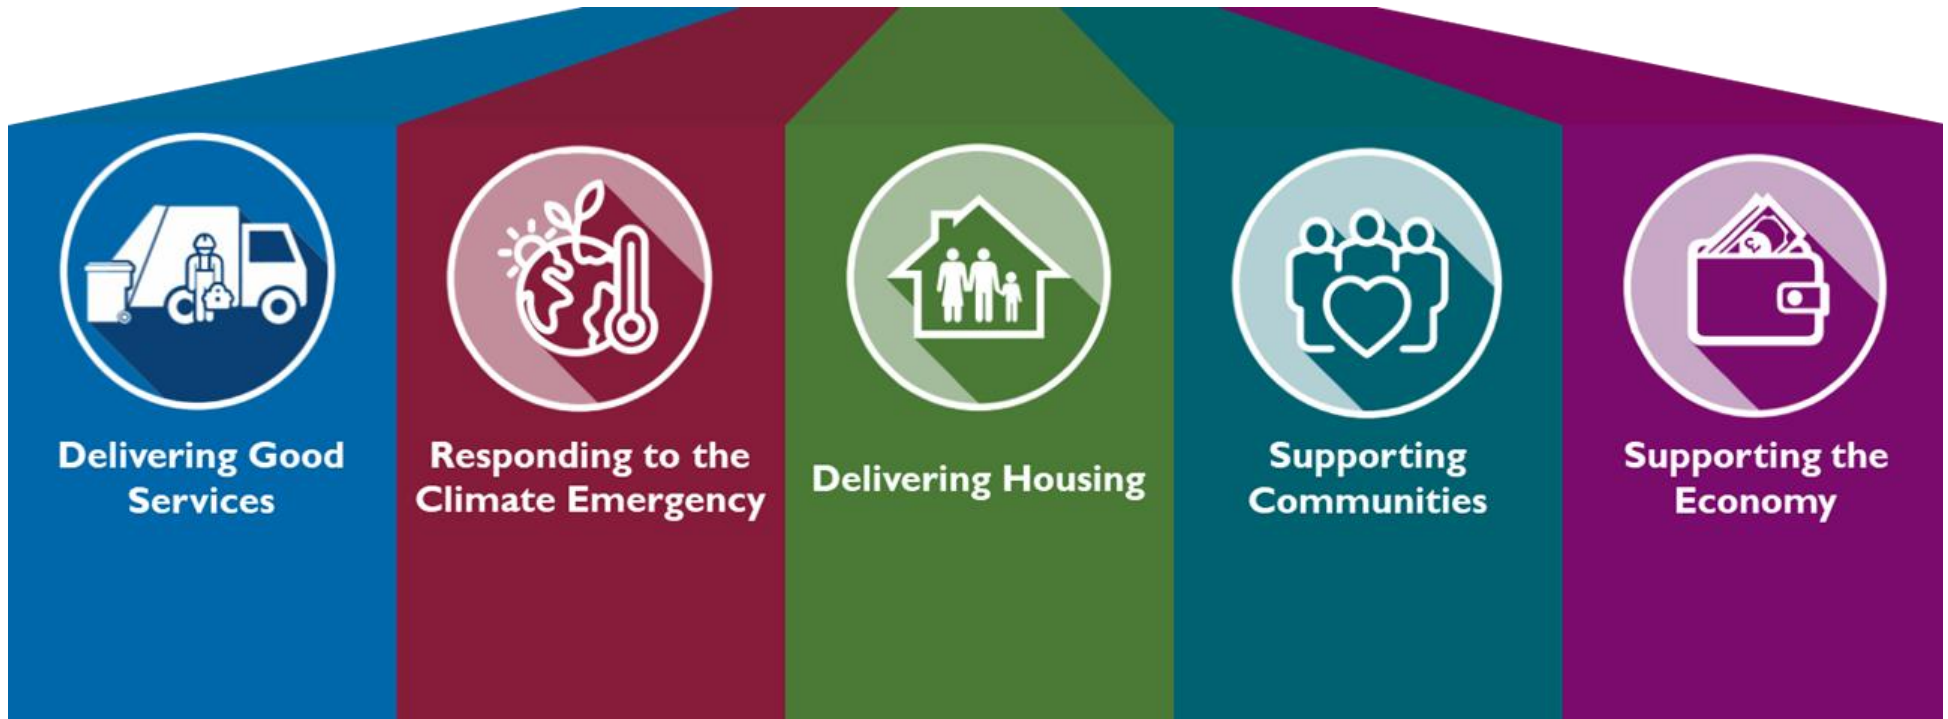 Delivering Good
Services
Responding to the
Climate Emergency
Delivering Housing
Supporting
Communities
Supporting the
Economy